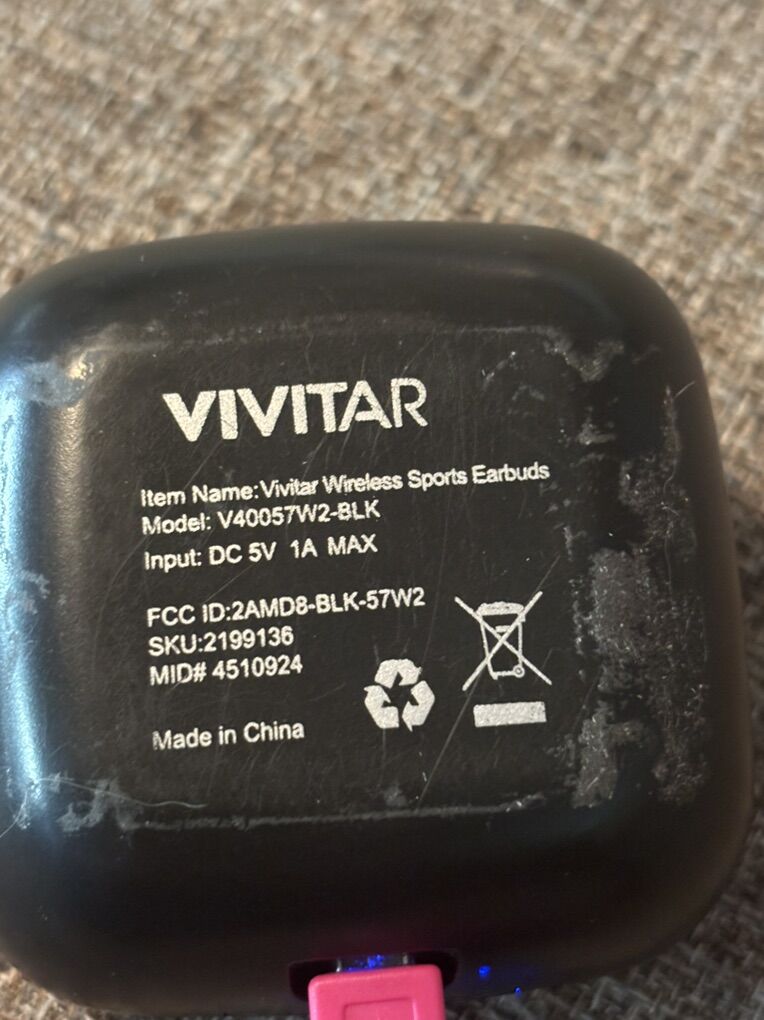 VIVITAR
Item Name:Vivitar Wireless Sports Earbuds
Model: V40057W2-BLK
Input: DC 5V 1A MAX
FCC ID:2AMD8-BLK-57W2
SKU:2199136
MID# 4510924
Made in China